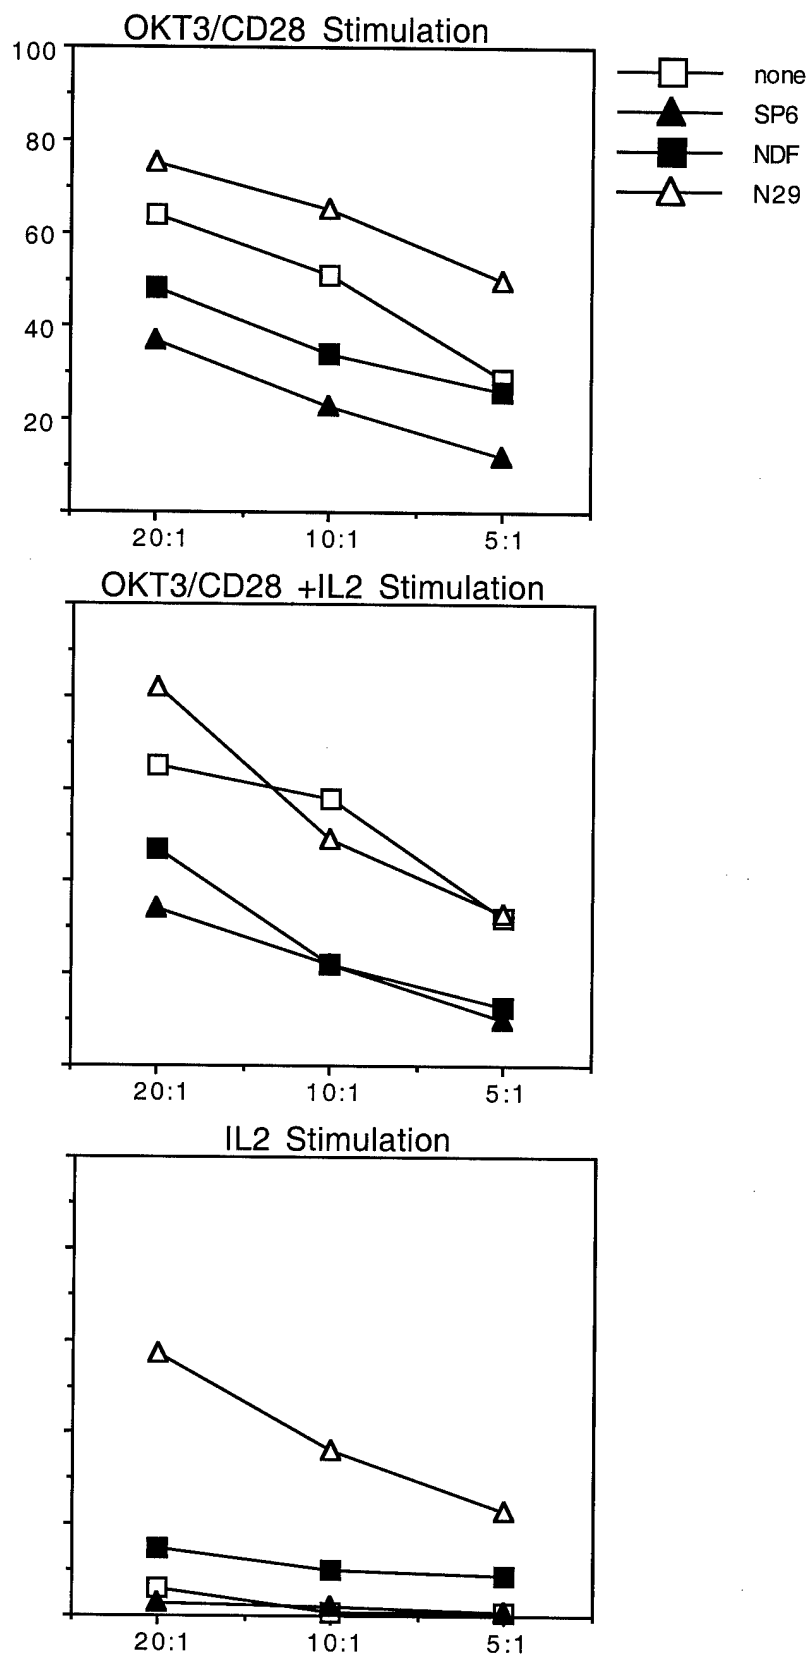 OKT3/CD28 Stimulation
100
80
60
40
20
20:1 10:1 5:1
none
SP6
NDF
N29
OKT3/CD28 +IL2 Stimulation
20:1 10:1 5:1
IL2 Stimulation
20:1 10:1 5:1